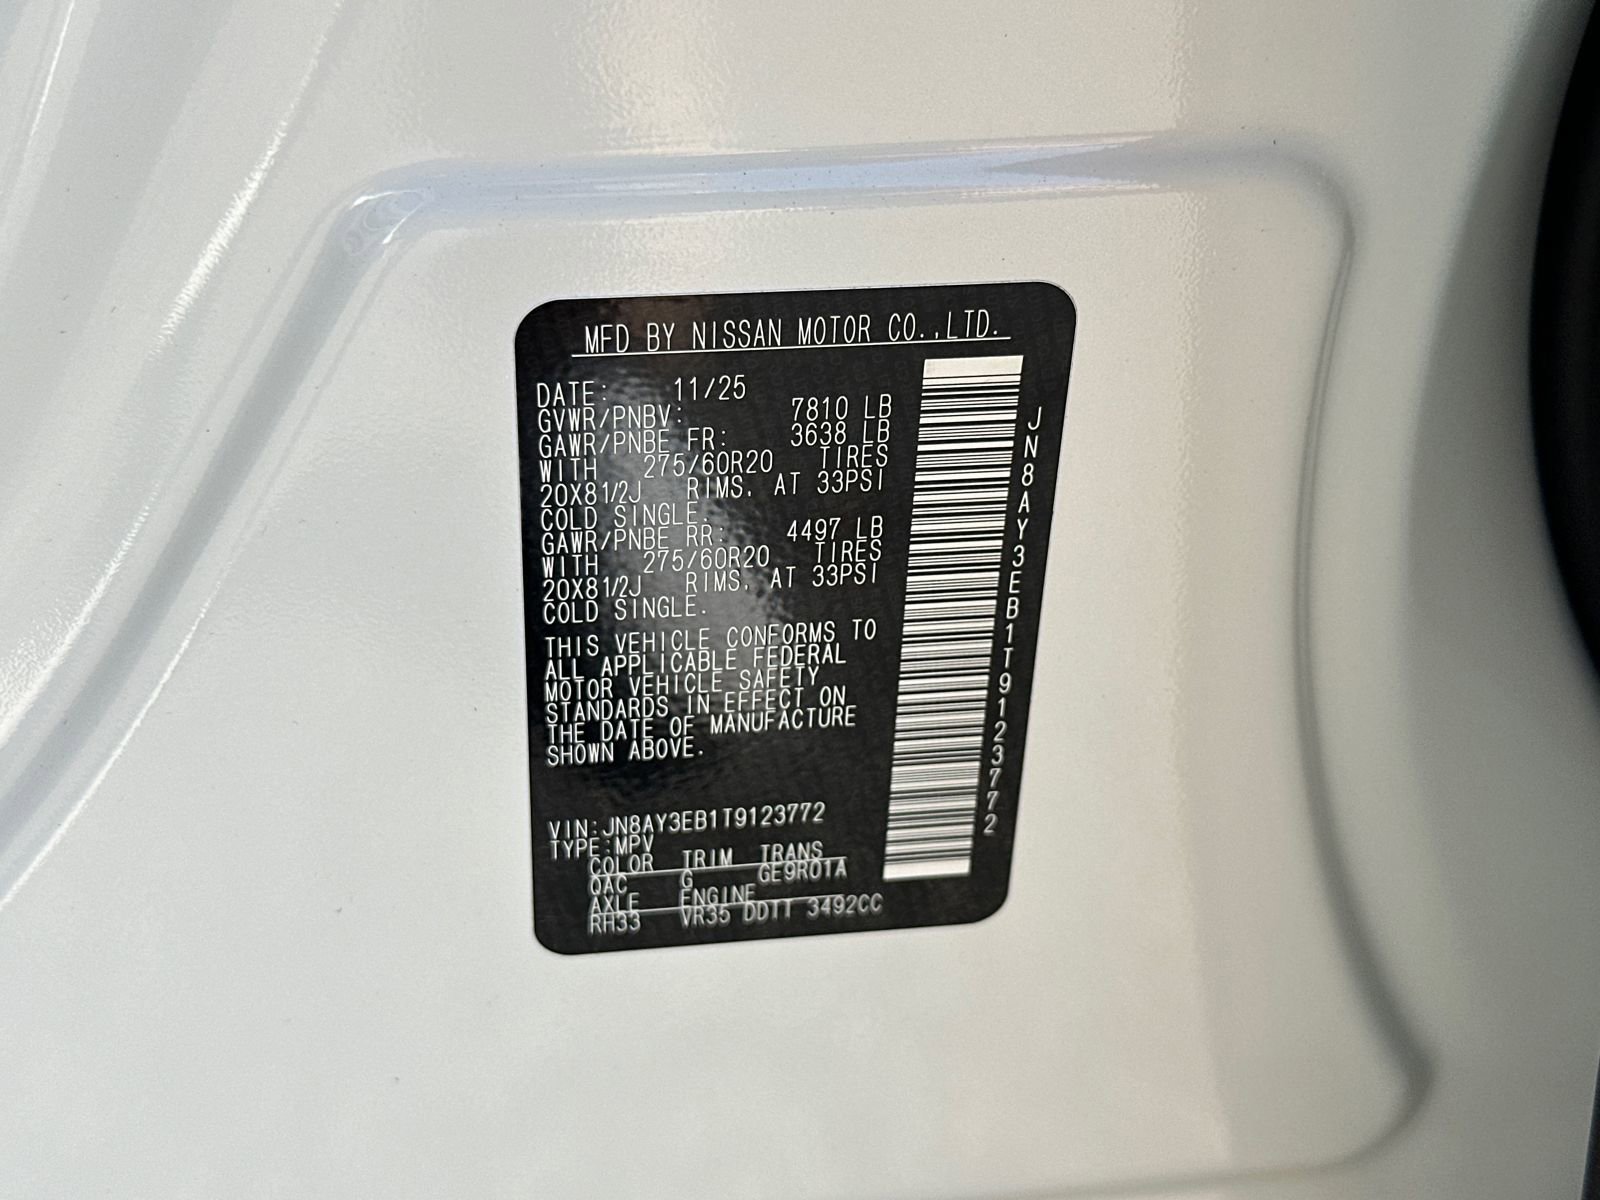 MFD BY NISSAN MOTOR CO.,LTD.
DATE: 11/25
GVWR/PNBV: 7810 LB
GAWR/PNBE FR: 3638 LB
WITH 275/60R20 TIRES
20X81/2J RIMS, AT 33PSI
COLD SINGLE.
GAWR/PNBE RR: 4497 LB
WITH 275/60R20 TIRES
20X81/2J RIMS, AT 33PSI
COLD SINGLE.
THIS VEHICLE CONFORMS TO
ALL APPLICABLE FEDERAL
MOTOR VEHICLE SAFETY
STANDARDS IN EFFECT ON
THE DATE OF MANUFACTURE
SHOWN ABOVE.
VIN:JN8AY3EB1T9123772
TYPE:MPV
COLOR TRIM TRANS
QAC G GE9R01A
AXLE ENGINE
RH33 VR35 DDTT 3492CC
JN8AY3EB1T9123772